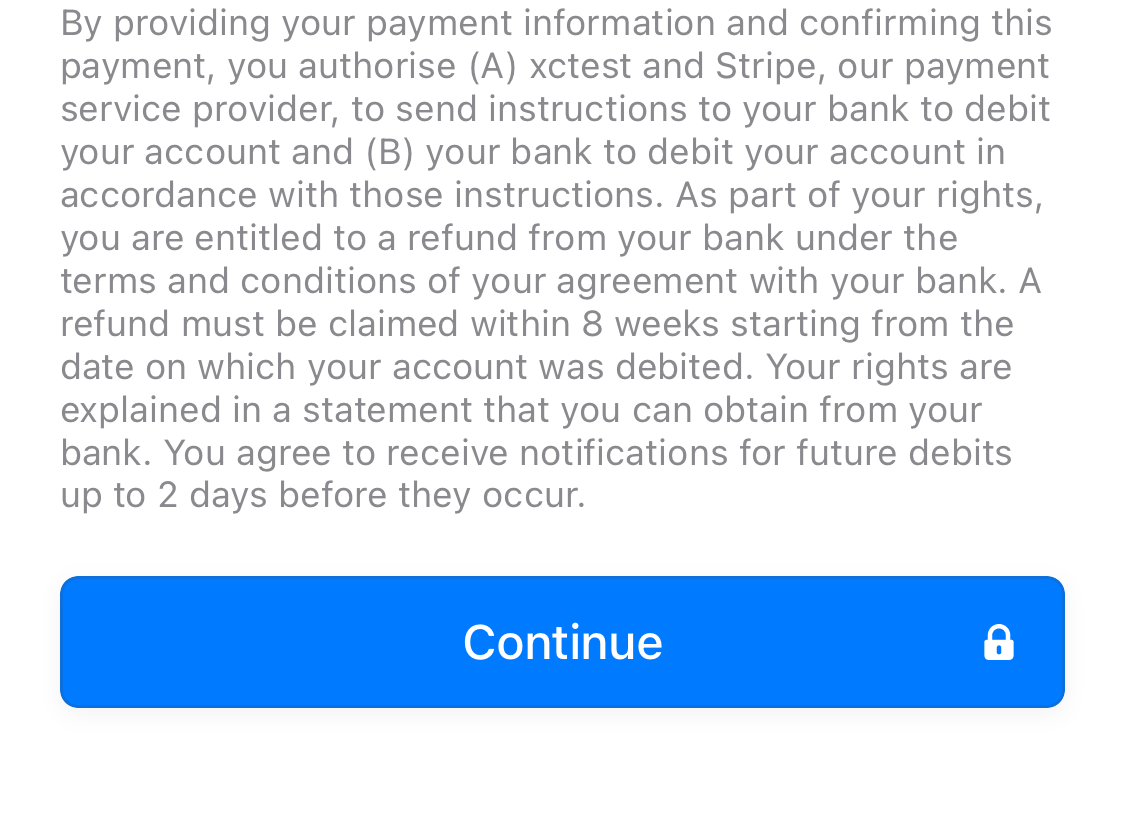 By providing your payment information and confirming this
payment, you authorise (A) xctest and Stripe, our payment
service provider, to send instructions to your bank to debit
your account and (B) your bank to debit your account in
accordance with those instructions. As part of your rights,
you are entitled to a refund from your bank under the
terms and conditions of your agreement with your bank. A
refund must be claimed within 8 weeks starting from the
date on which your account was debited. Your rights are
explained in a statement that you can obtain from your
bank. You agree to receive notifications for future debits
up to 2 days before they occur.
Continue